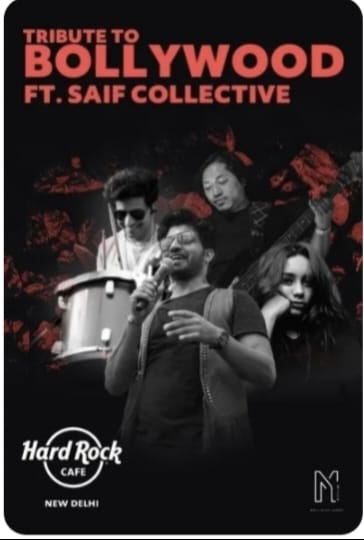 TRIBUTE TO
BOLLYWOOD
FT. SAIF COLLECTIVE
Hard Rock
CAFE
NEW DELHI